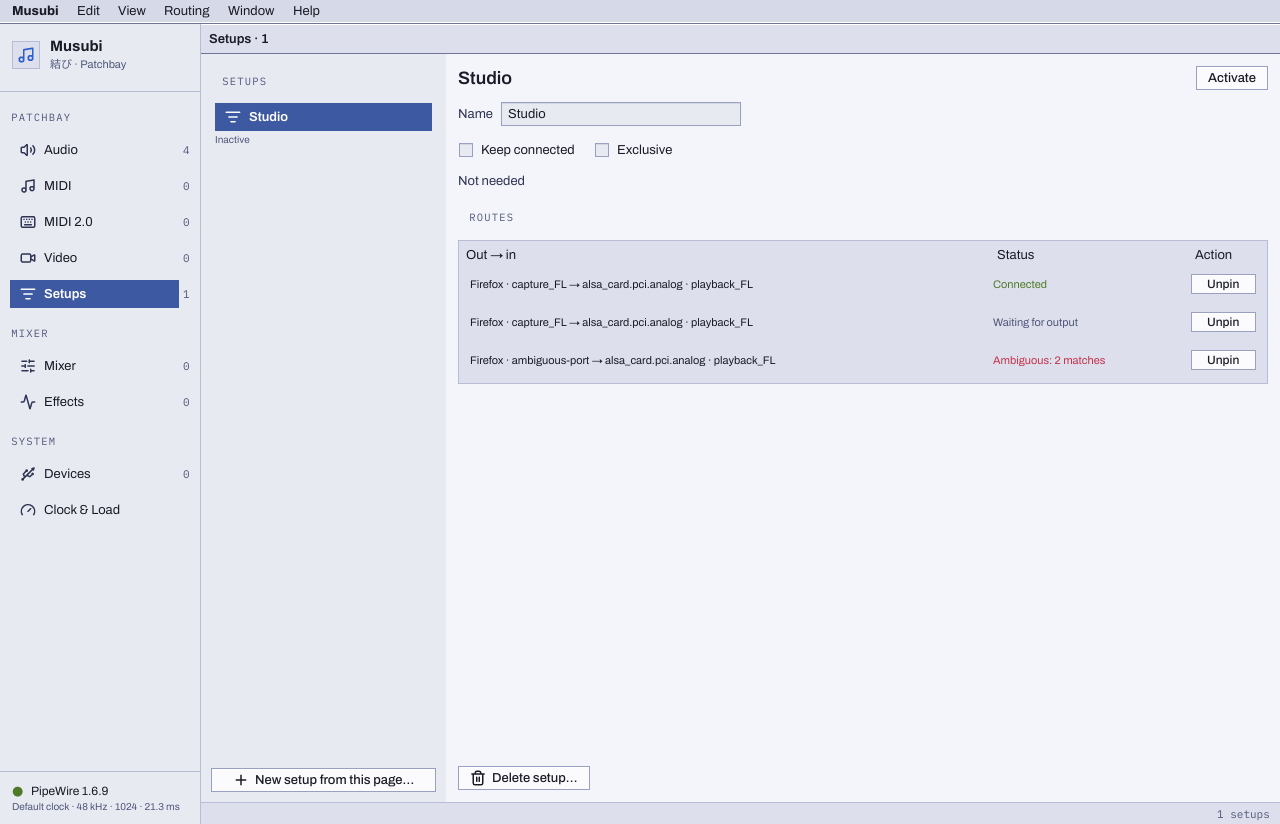 Musubi Edit View Routing Window Help
Musubi
結び · Patchbay
Setups · 1
PATCHBAY
Audio 4
MIDI 0
MIDI 2.0 0
Video 0
Setups 1
MIXER
Mixer 0
Effects 0
SYSTEM
Devices 0
Clock & Load
PipeWire 1.6.9
Default clock · 48 kHz · 1024 · 21.3 ms
SETUPS
Studio
Inactive
New setup from this page...
Studio Activate
Name Studio
Keep connected Exclusive
Not needed
ROUTES
Out → in Status Action
Firefox · capture_FL → alsa_card.pci.analog · playback_FL Connected Unpin
Firefox · capture_FL → alsa_card.pci.analog · playback_FL Waiting for output Unpin
Firefox · ambiguous-port → alsa_card.pci.analog · playback_FL Ambiguous: 2 matches Unpin
Delete setup...
1 setups